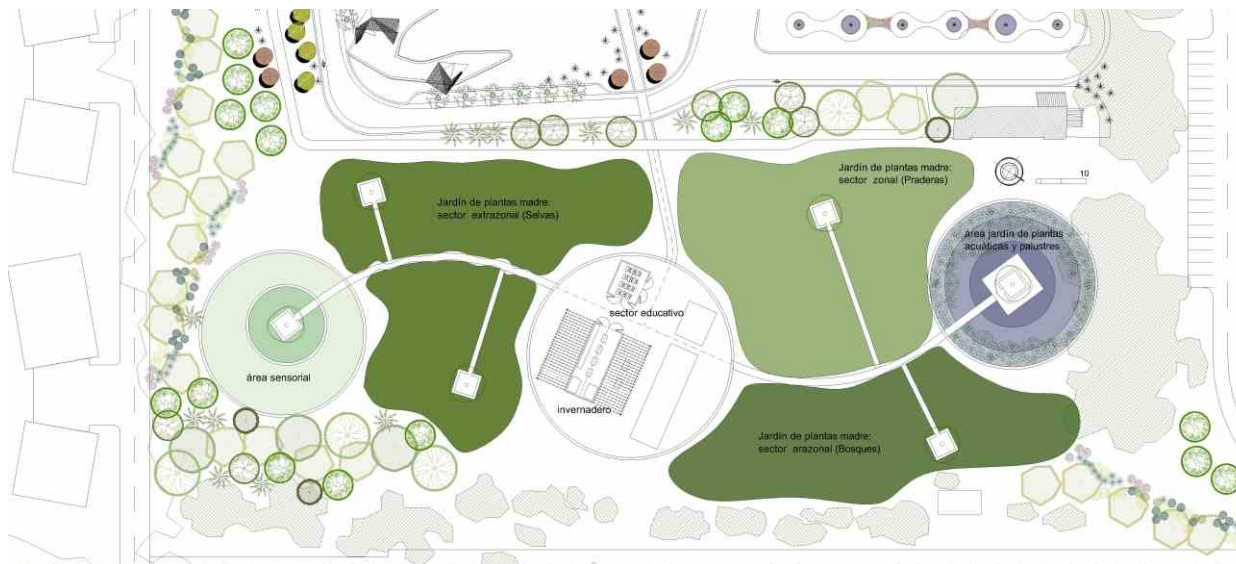 Jardín de plantas madre:
sector extrazonal (Selvas)
Jardín de plantas madre:
sector zonal (Praderas)
10
área jardín de plantas
acuáticas y palustres
sector educativo
área sensorial
invernadero
Jardín de plantas madre:
sector arazonal (Bosques)